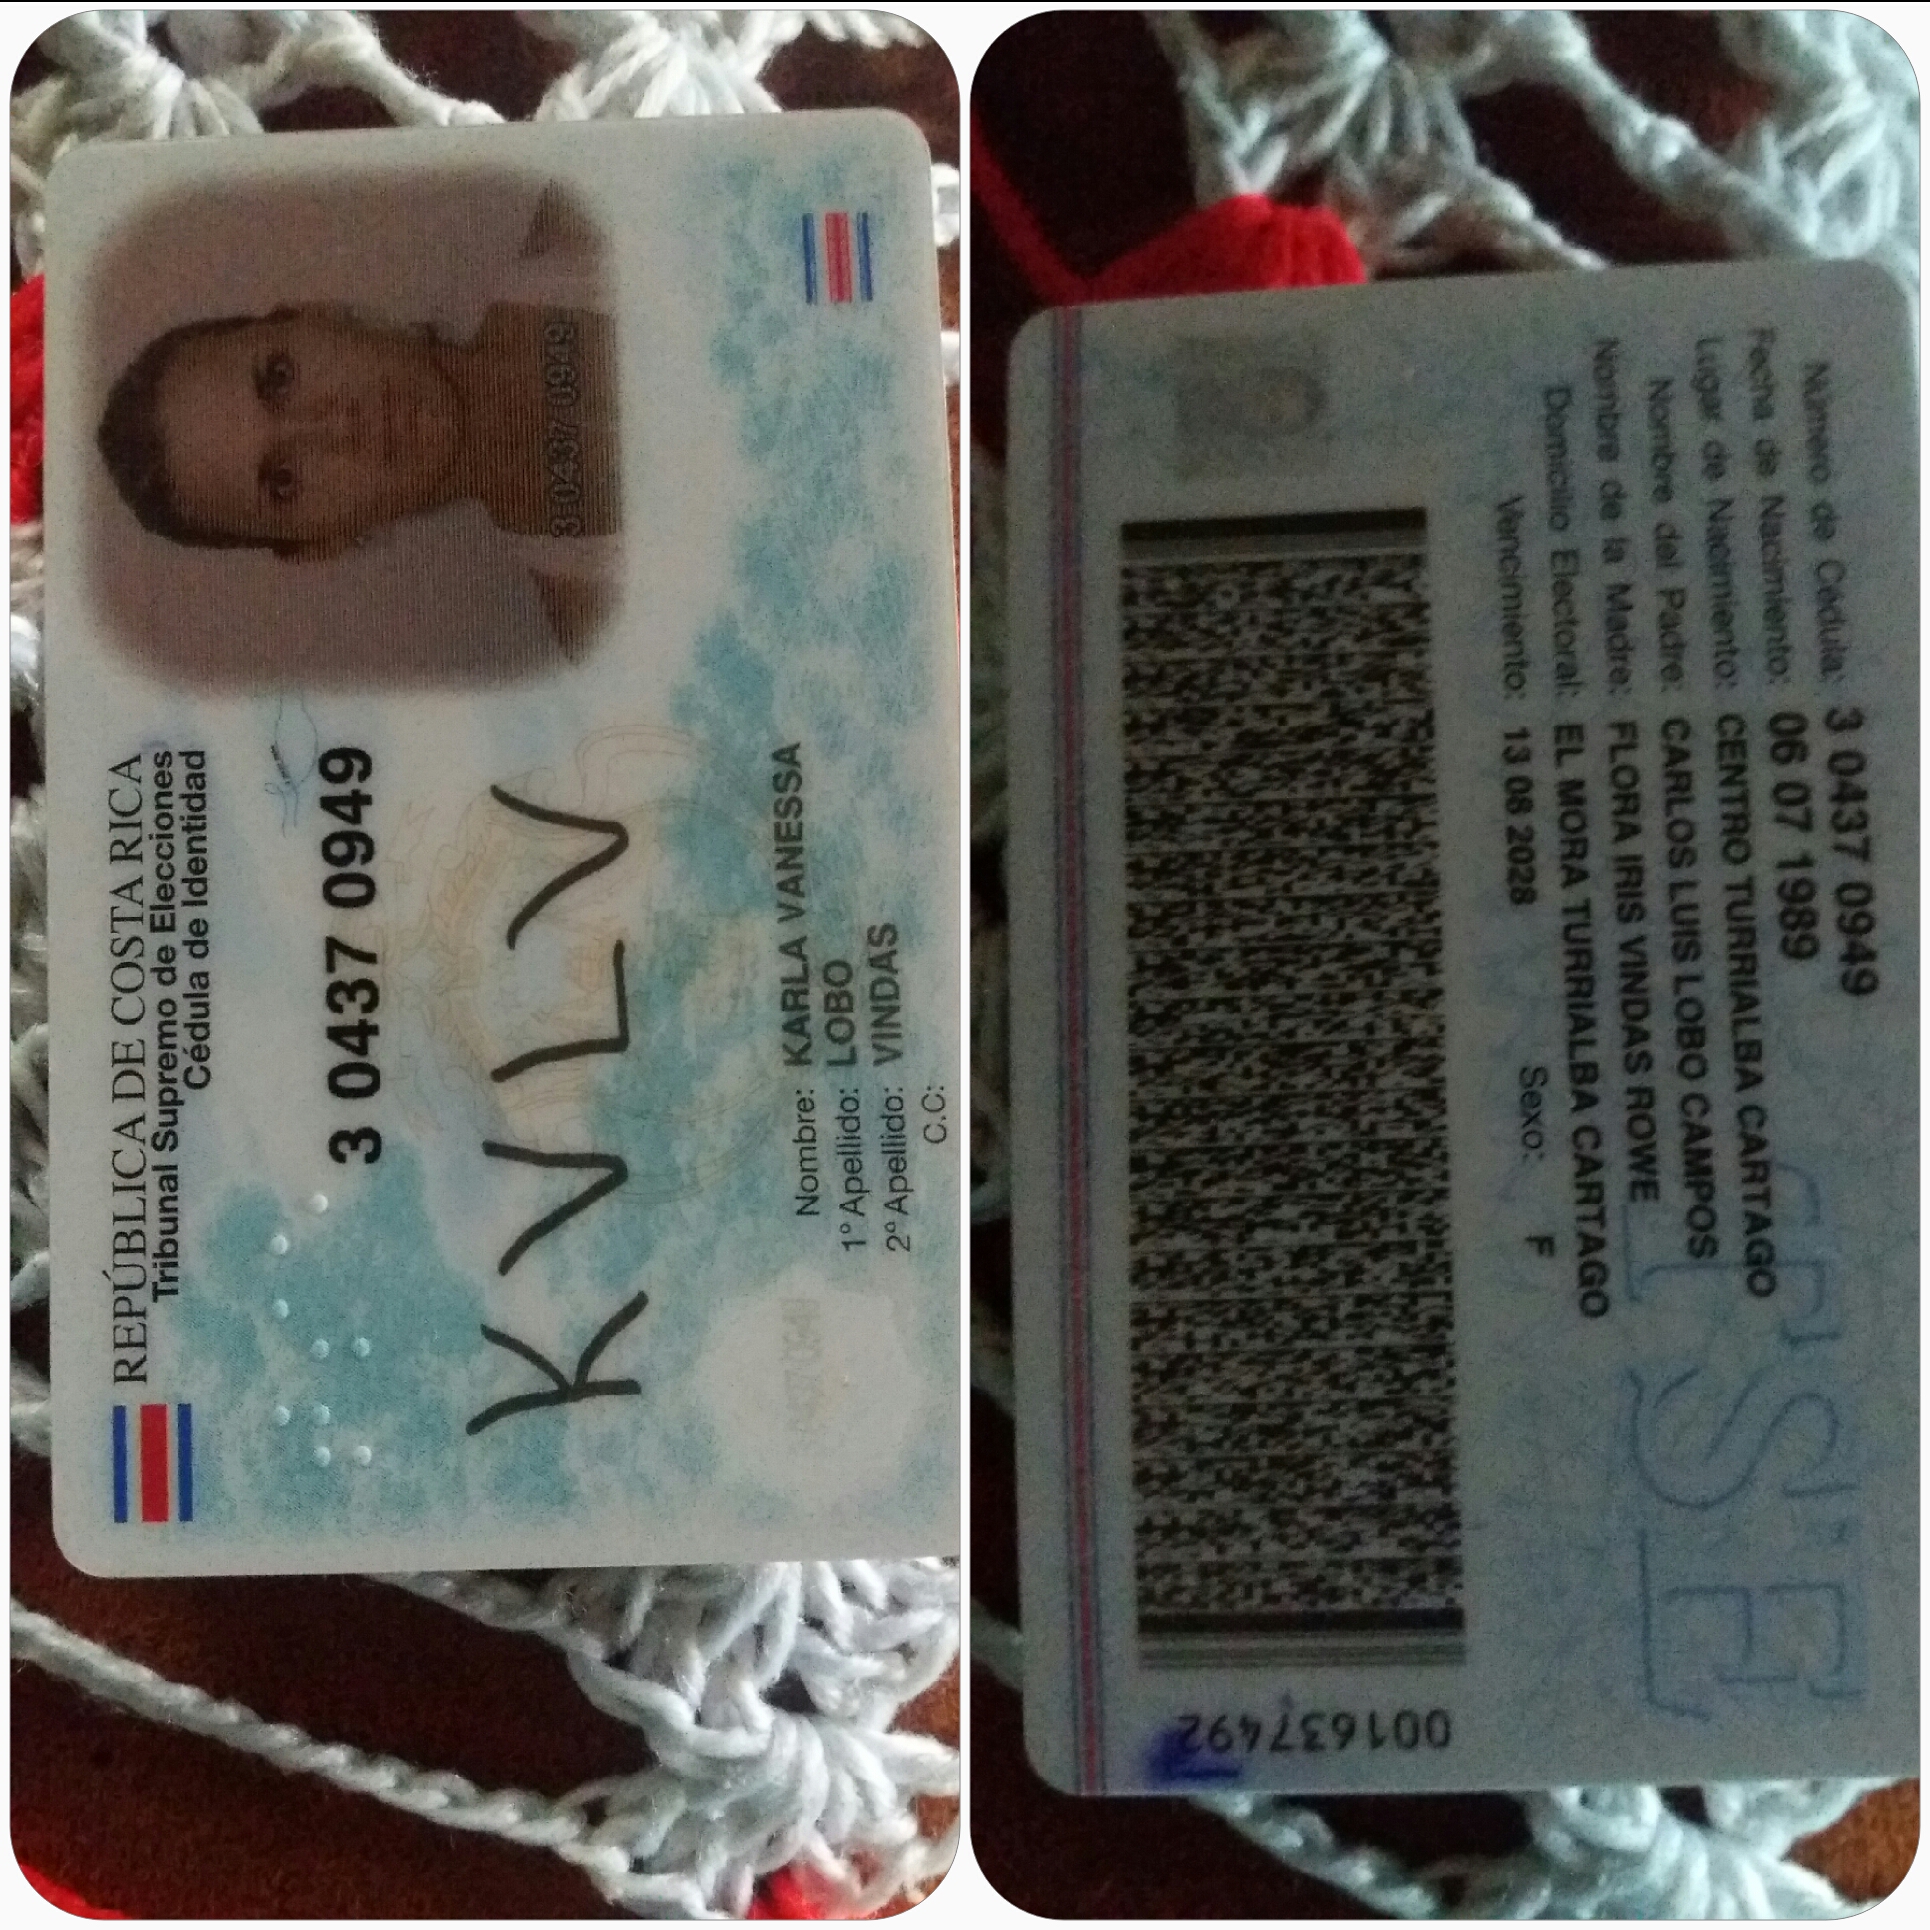 REPÚBLICA DE COSTA RICA
Tribunal Supremo de Elecciones
Cédula de Identidad
3 0437 0949
3 0437 0949
KVLV
Nombre: KARLA VANESSA
1º Apellido: LOBO
2º Apellido: VINDAS
C.C:
Número de Cédula: 3 0437 0949
Fecha de Nacimiento: 06 07 1989
Lugar de Nacimiento: CENTRO TURRIALBA CARTAGO
Nombre del Padre: CARLOS LUIS LOBO CAMPOS
Nombre de la Madre: FLORA IRIS VINDAS ROWE
Domicilio Electoral: EL MORA TURRIALBA CARTAGO
Vencimiento: 13 08 2028 Sexo: F
001637492